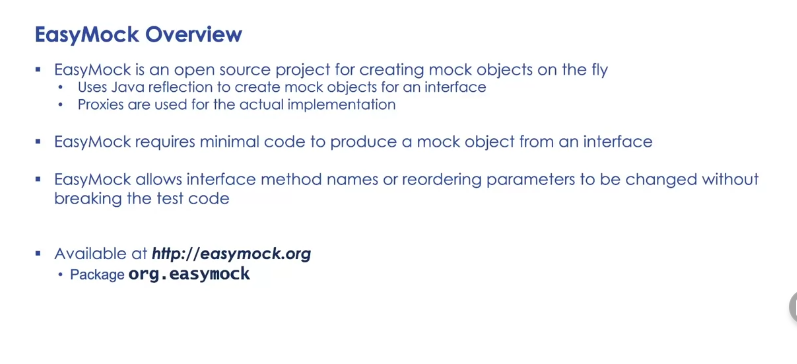 EasyMock Overview
▪ EasyMock is an open source project for creating mock objects on the fly
• Uses Java reflection to create mock objects for an interface
• Proxies are used for the actual implementation
▪ EasyMock requires minimal code to produce a mock object from an interface
▪ EasyMock allows interface method names or reordering parameters to be changed without
breaking the test code
▪ Available at http://easymock.org
• Package org.easymock